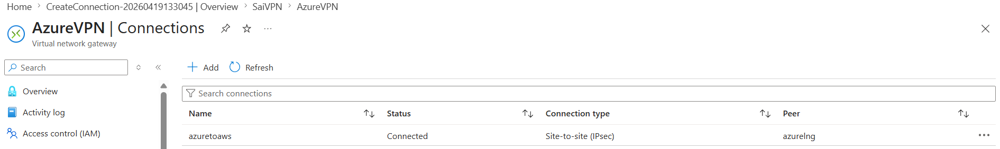 Home > CreateConnection-20260419133045 | Overview > SaiVPN > AzureVPN
AzureVPN | Connections
Virtual network gateway
Search
Add Refresh
Overview
Search connections
Activity log
Name Status Connection type Peer
Access control (IAM)
azuretoaws Connected Site-to-site (IPsec) azurelng